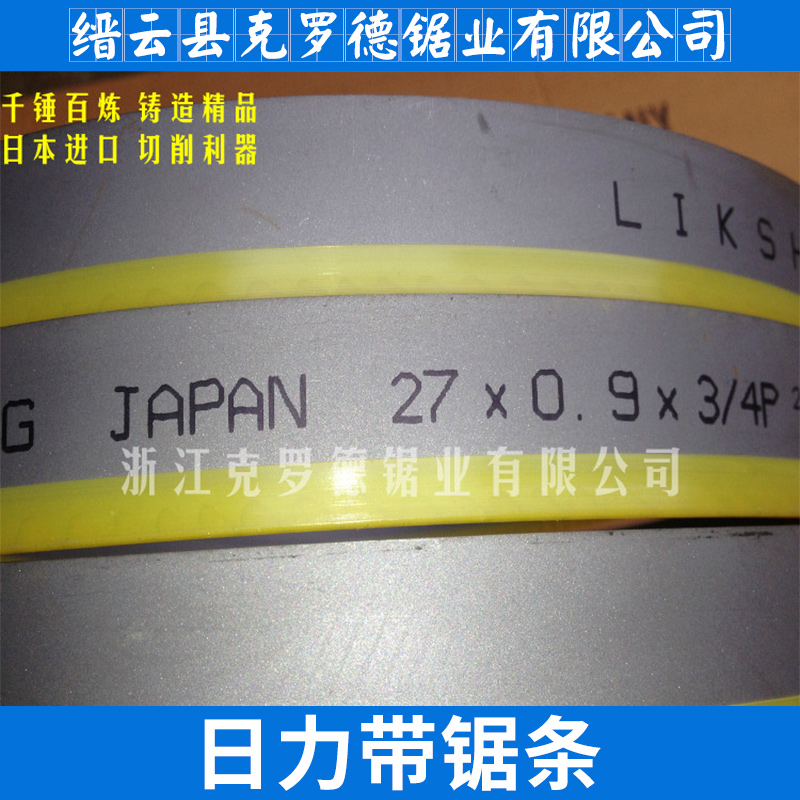 缙云县克罗德锯业有限公司
千锤百炼 铸造精品
日本进口 切削利器
LIKSH
G JAPAN 27 x 0.9 x 3/4P 2
浙江克罗德锯业有限公司
日力带锯条